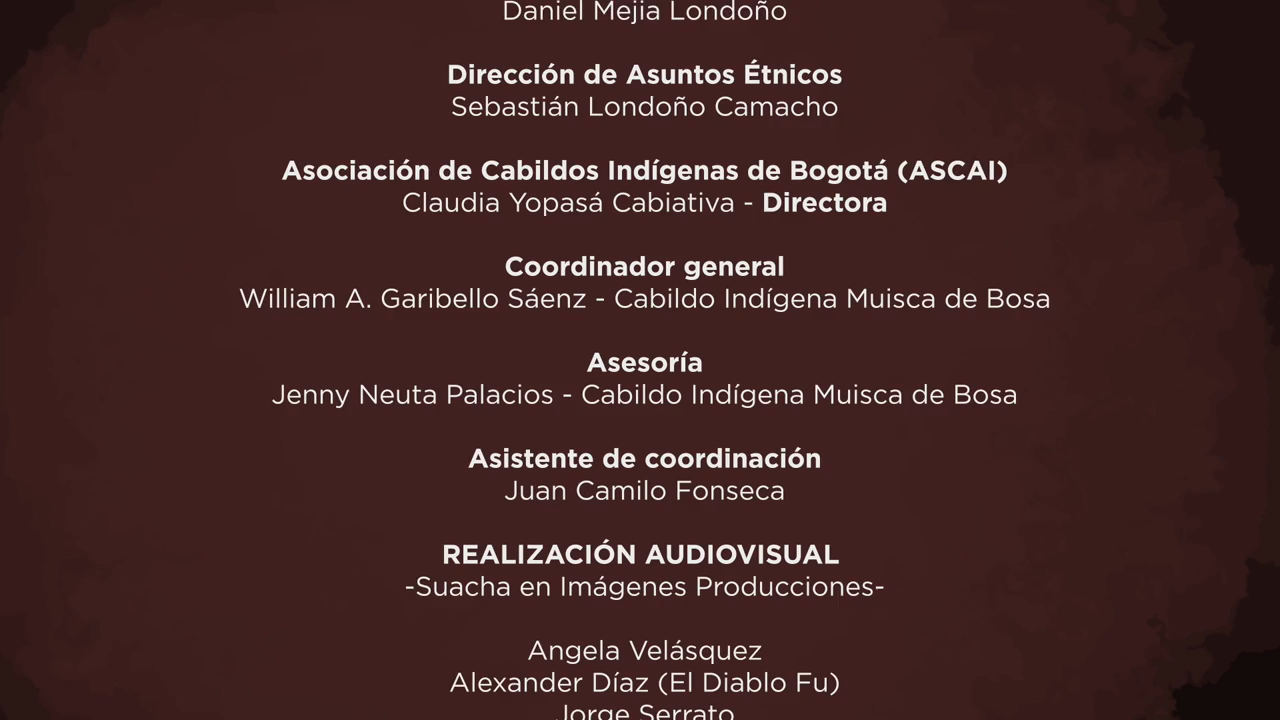 Daniel Mejia Londoño
Dirección de Asuntos Étnicos
Sebastián Londoño Camacho
Asociación de Cabildos Indígenas de Bogotá (ASCAI)
Claudia Yopasá Cabiativa - Directora
Coordinador general
William A. Garibello Sáenz - Cabildo Indígena Muisca de Bosa
Asesoría
Jenny Neuta Palacios - Cabildo Indígena Muisca de Bosa
Asistente de coordinación
Juan Camilo Fonseca
REALIZACIÓN AUDIOVISUAL
-Suacha en Imágenes Producciones-
Angela Velásquez
Alexander Díaz (El Diablo Fu)
Jorge Serrato